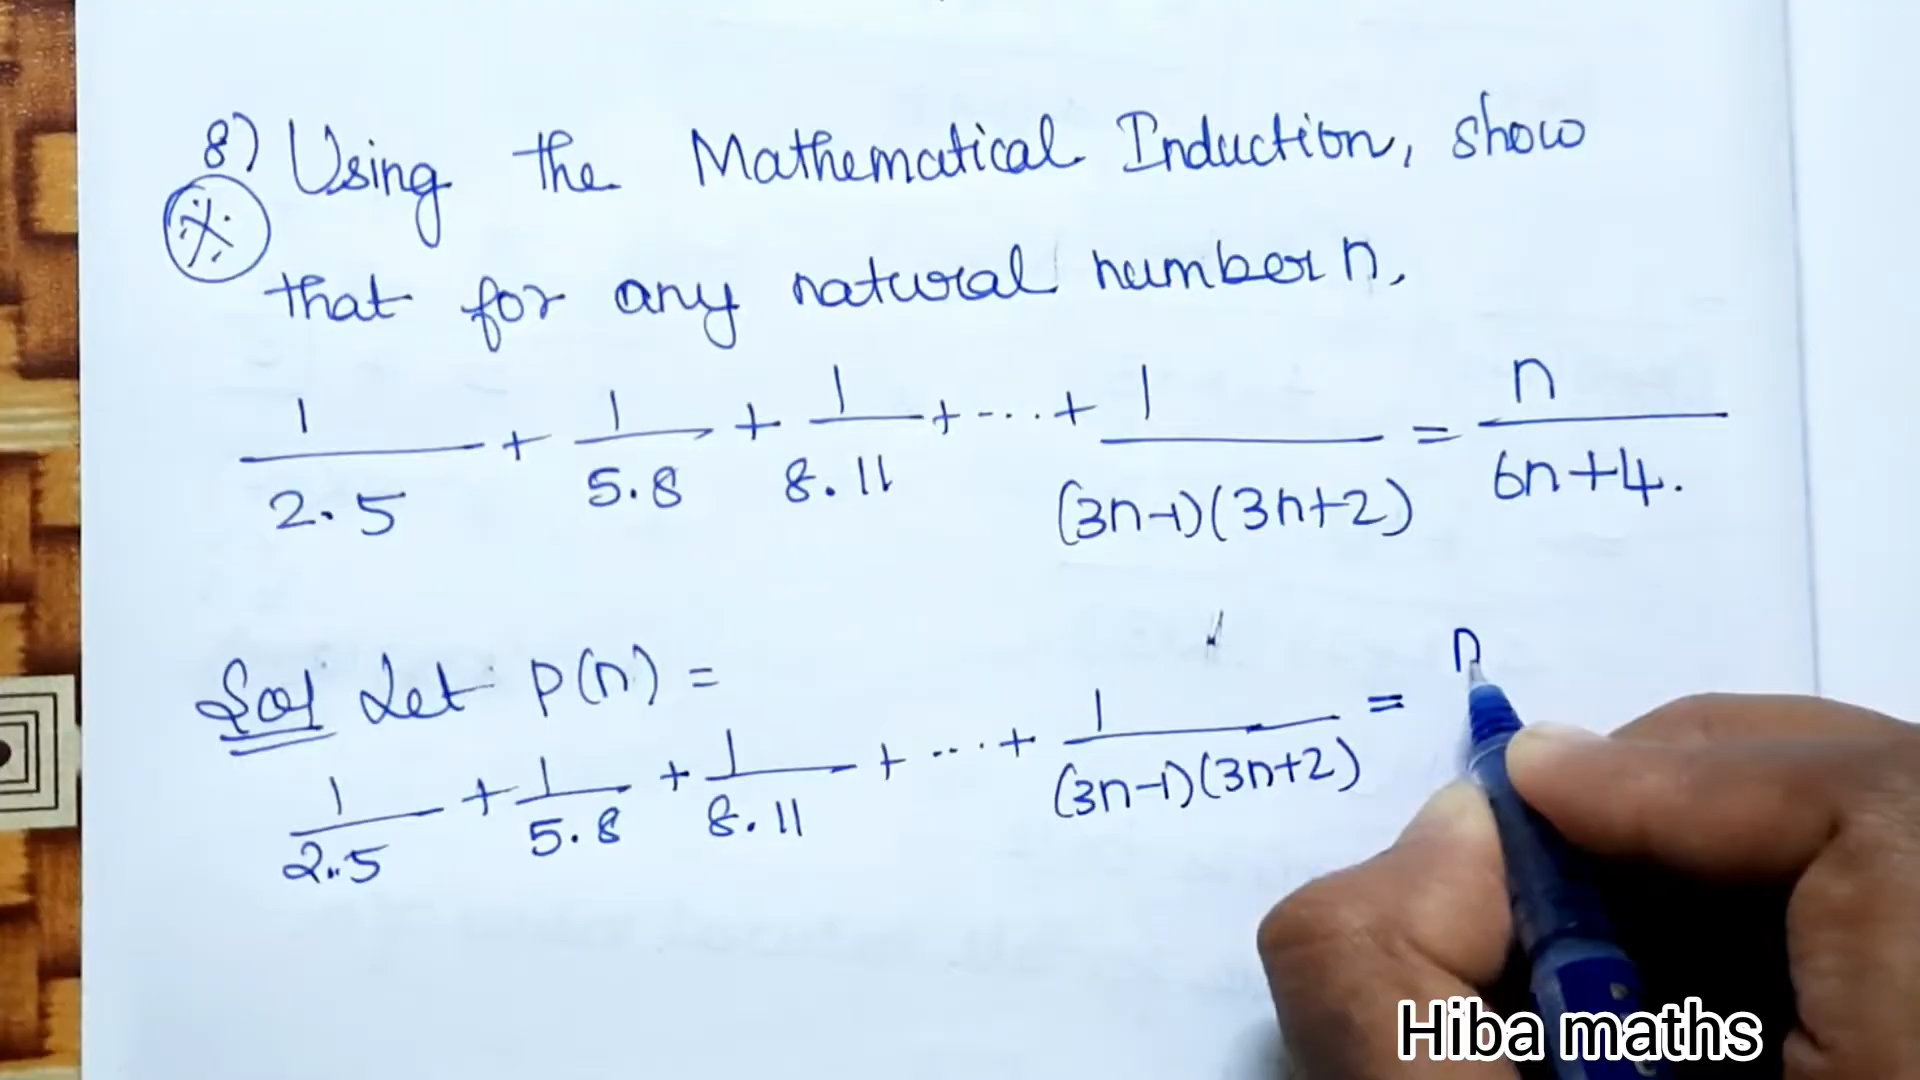 8) Using the Mathematical Induction, show
that for any natural number n,
1/2.5 + 1/5.8 + 1/8.11 + ... + 1/(3n-1)(3n+2) = n/6n+4.
Sol Let P(n) =
1/2.5 + 1/5.8 + 1/8.11 + ... + 1/(3n-1)(3n+2) = n
Hiba maths